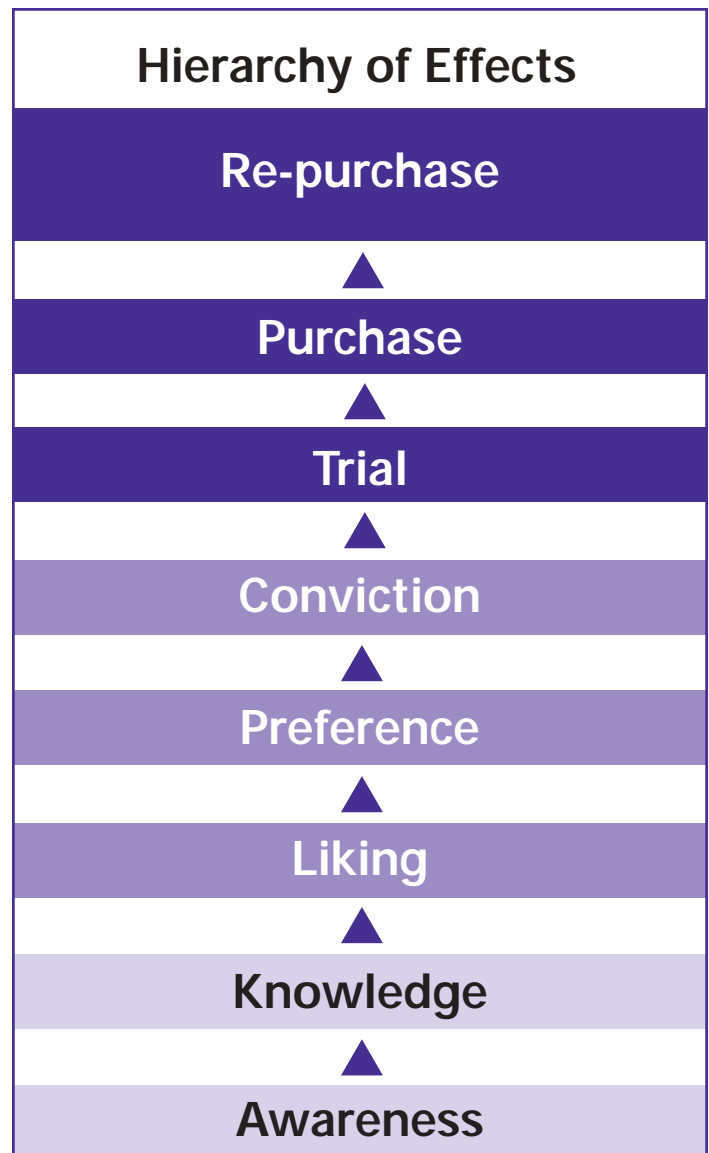 Hierarchy of Effects
Re-purchase
Purchase
Trial
Conviction
Preference
Liking
Knowledge
Awareness